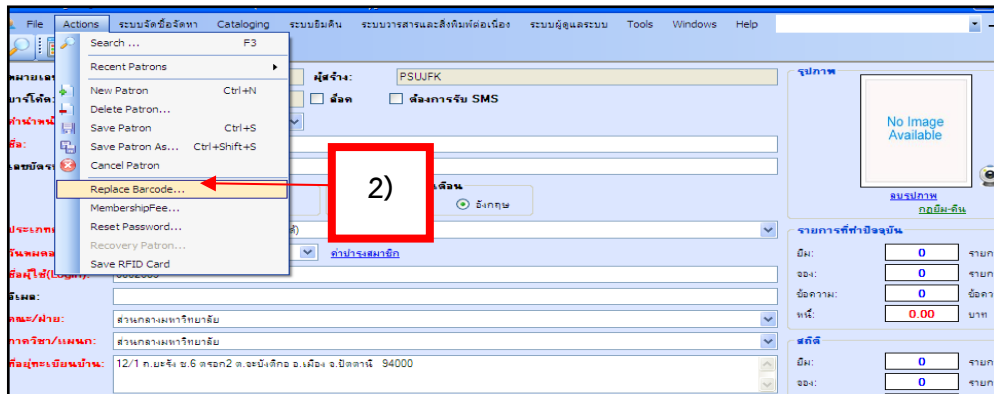 File Actions ระบบจัดซื้อจัดหา Cataloging ระบบยืมคืน ระบบวารสารและสิ่งพิมพ์ต่อเนื่อง ระบบผู้ดูแลระบบ Tools Windows Help
Search ... F3
Recent Patrons
New Patron Ctrl+N
Delete Patron...
Save Patron Ctrl+S
Save Patron As... Ctrl+Shift+S
Cancel Patron
Replace Barcode...
MembershipFee...
Reset Password...
Recovery Patron...
Save RFID Card
2)
ผู้สร้าง: PSUJFK
ล็อค ต้องการรับ SMS
ชื่อ:
เตือน
อังกฤษ
ค่าบำรุงสมาชิก
อีเมล:
คณะ/ฝ่าย: ส่วนกลางมหาวิทยาลัย
ภาควิชา/แผนก: ส่วนกลางมหาวิทยาลัย
ที่อยู่ทะเบียนบ้าน: 12/1 ถ.ยะรัง ซ.6 ตรอก2 ต.จะบังติกอ อ.เมือง จ.ปัตตานี 94000
รูปภาพ
No Image
Available
ลบรูปภาพ
กฎยืม-คืน
รายการที่ทำปัจจุบัน
ยืม: 0
จอง: 0
ข้อความ: 0
หนี้: 0.00 บาท
สถิติ
ยืม: 0
จอง: 0